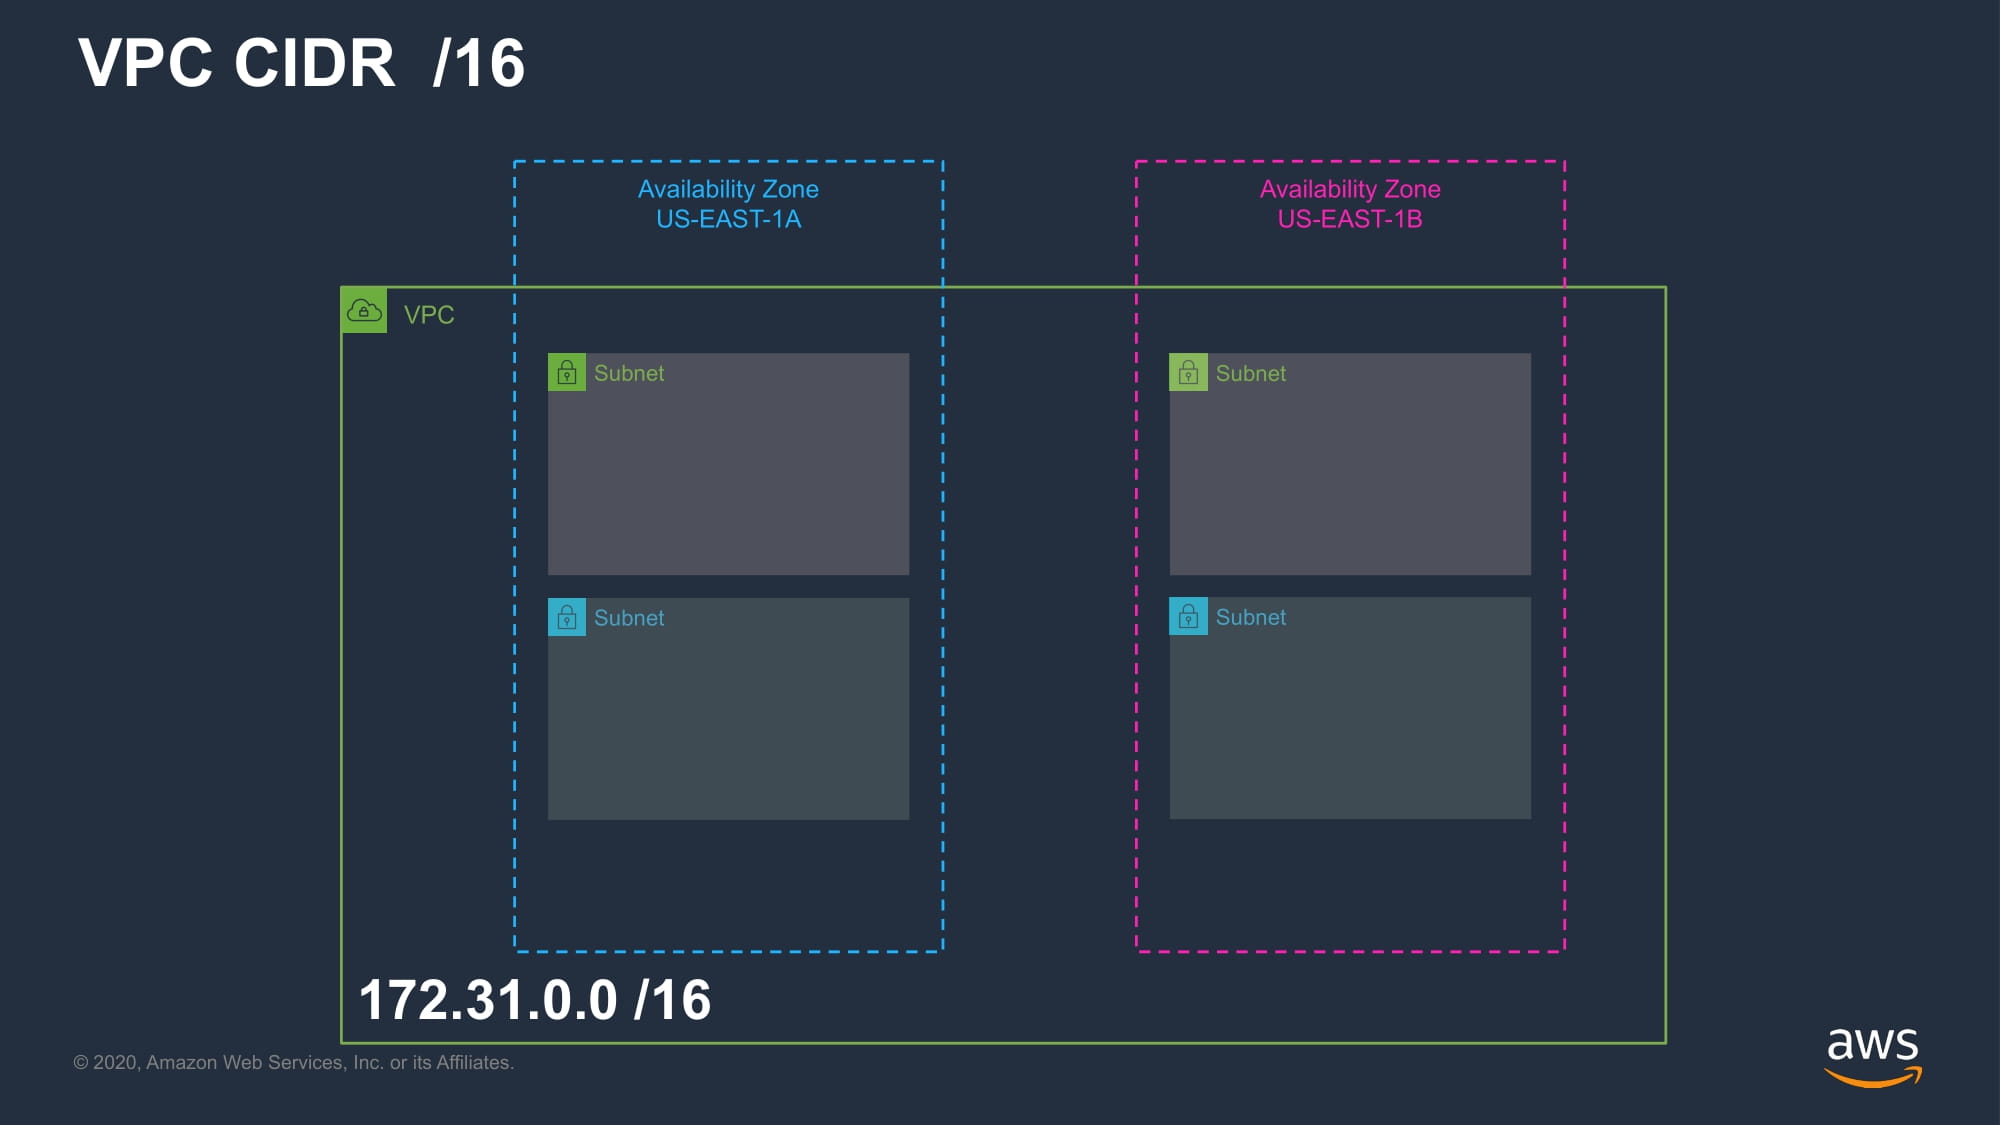 VPC CIDR  /16
Availability Zone
US-EAST-1A
Availability Zone
US-EAST-1B
VPC
Subnet
Subnet
Subnet
Subnet
172.31.0.0 /16
© 2020, Amazon Web Services, Inc. or its Affiliates.
aws